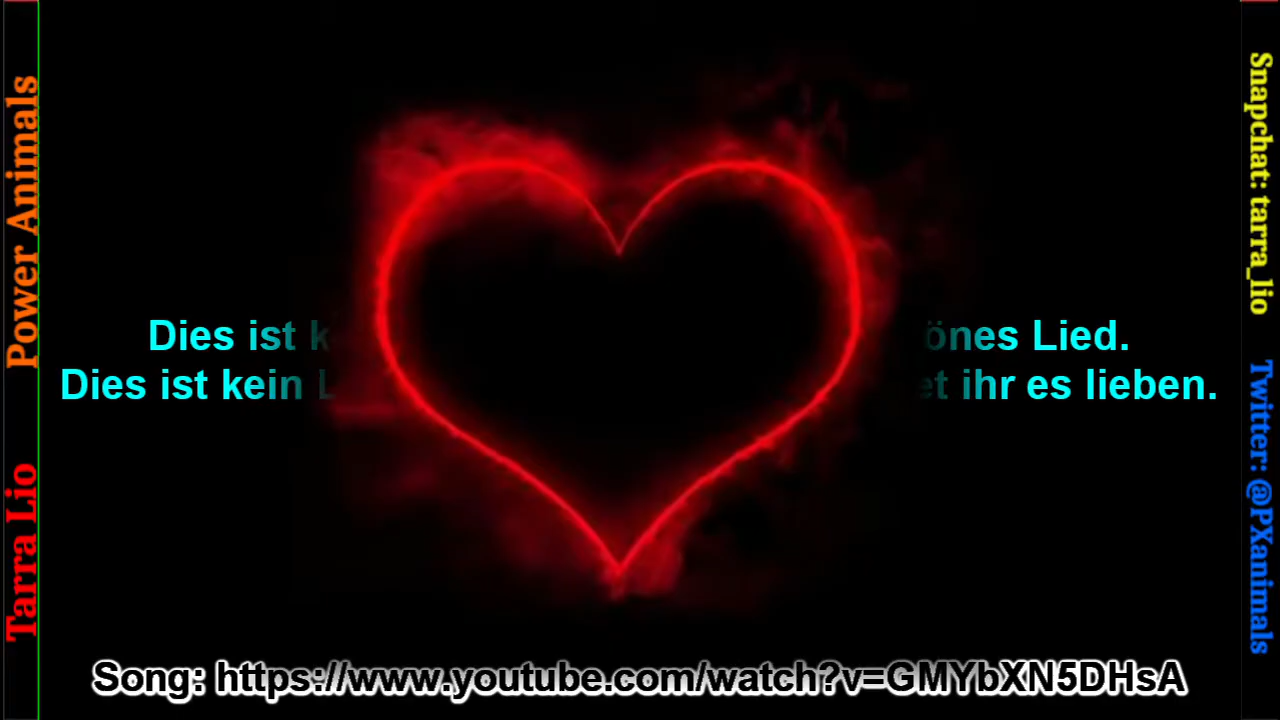 Power Animals
Tarra Lio
Dies ist Lied.
Dies ist kein ihr es lieben.
Snapchat: tarra_lio
Twitter: @PXanimals
Song: https://www.youtube.com/watch?v=GMYbXN5DHsA